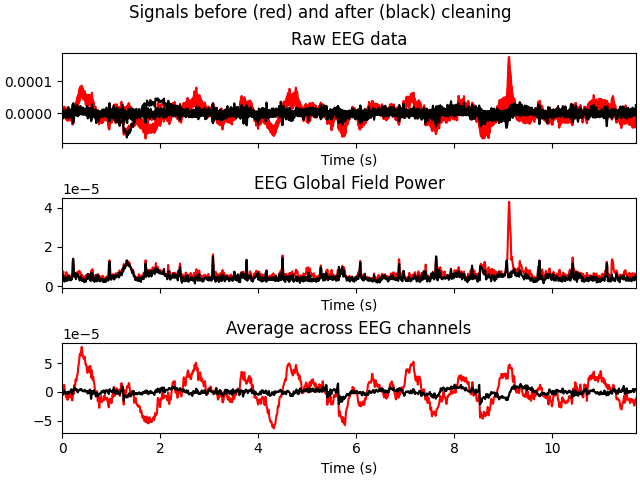 Signals before (red) and after (black) cleaning
Raw EEG data
0.0001
0.0000
Time (s)
EEG Global Field Power
1e−5
4
2
0
Time (s)
Average across EEG channels
1e−5
5
0
−5
0 2 4 6 8 10
Time (s)